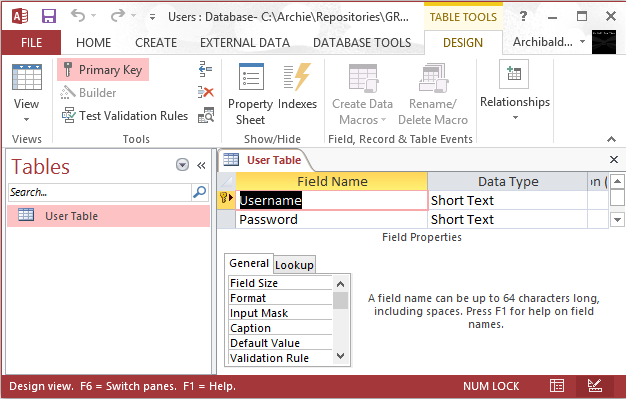 Users : Database- C:\Archie\Repositories\GR...
TABLE TOOLS
FILE HOME CREATE EXTERNAL DATA DATABASE TOOLS DESIGN Archibald...
View
Primary Key
Builder
Test Validation Rules
Property Sheet
Indexes
Create Data Macros
Rename/ Delete Macro
Relationships
Views Tools Show/Hide Field, Record & Table Events
Tables
Search...
User Table
User Table
Field Name Data Type on (
Username Short Text
Password Short Text
Field Properties
General Lookup
Field Size
Format
Input Mask
Caption
Default Value
Validation Rule
A field name can be up to 64 characters long,
including spaces. Press F1 for help on field
names.
Design view. F6 = Switch panes. F1 = Help. NUM LOCK